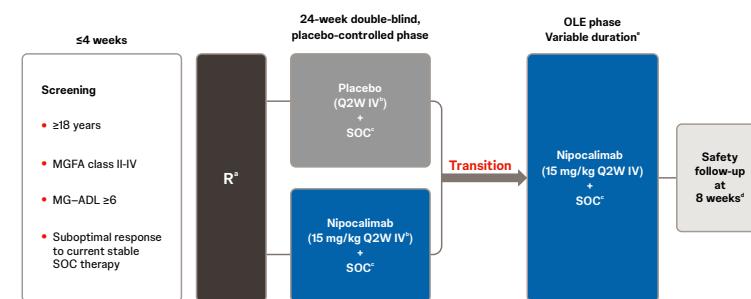 ≤4 weeks
24-week double-blind,
placebo-controlled phase
OLE phase
Variable durationᵉ
Screening
• ≥18 years
• MGFA class II-IV
• MG–ADL ≥6
• Suboptimal response
to current stable
SOC therapy
Rᵃ
Placebo
(Q2W IVᵇ)
+
SOCᶜ
Nipocalimab
(15 mg/kg Q2W IVᵇ)
+
SOCᶜ
Transition
Nipocalimab
(15 mg/kg Q2W IV)
+
SOCᶜ
Safety
follow-up
at
8 weeksᵈ